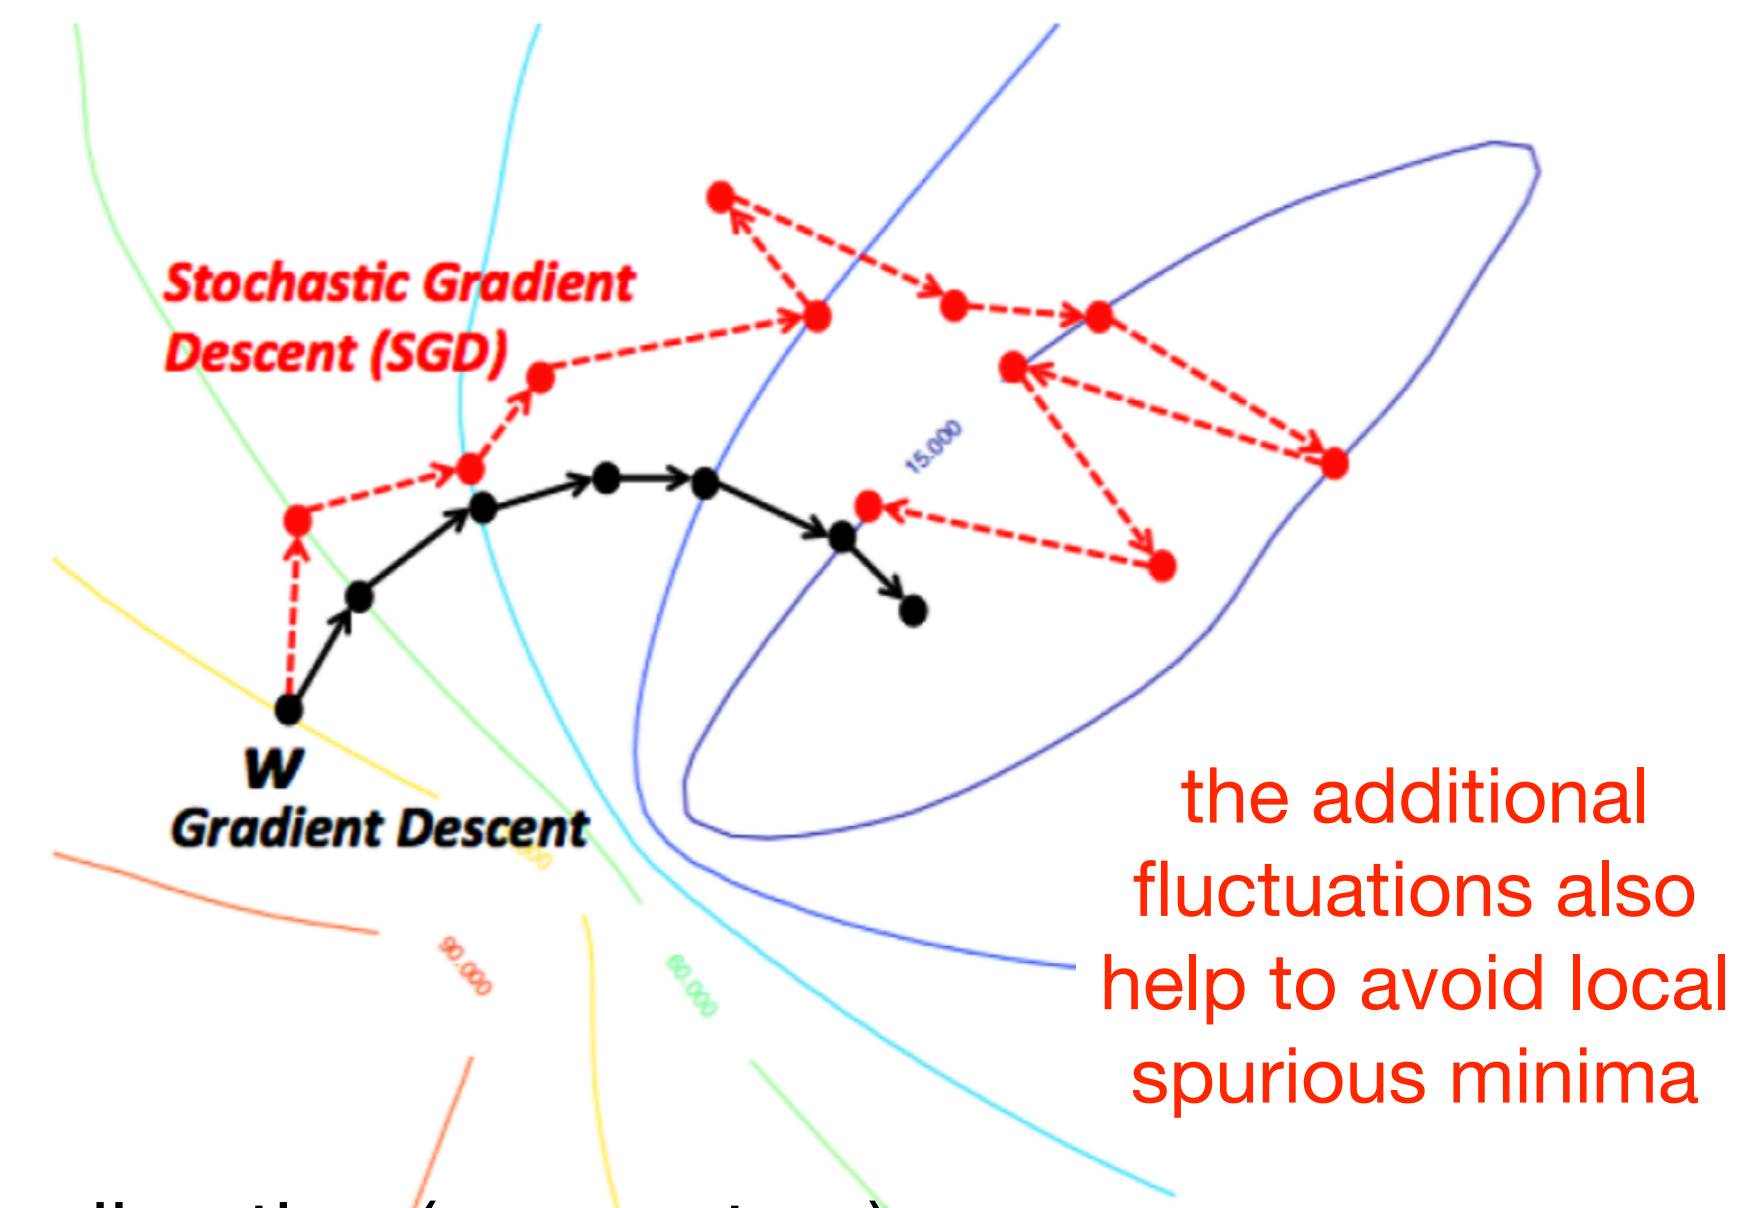 Stochastic Gradient
Descent (SGD)
15.000
W
Gradient Descent
90.000
60.000
the additional
fluctuations also
help to avoid local
spurious minima